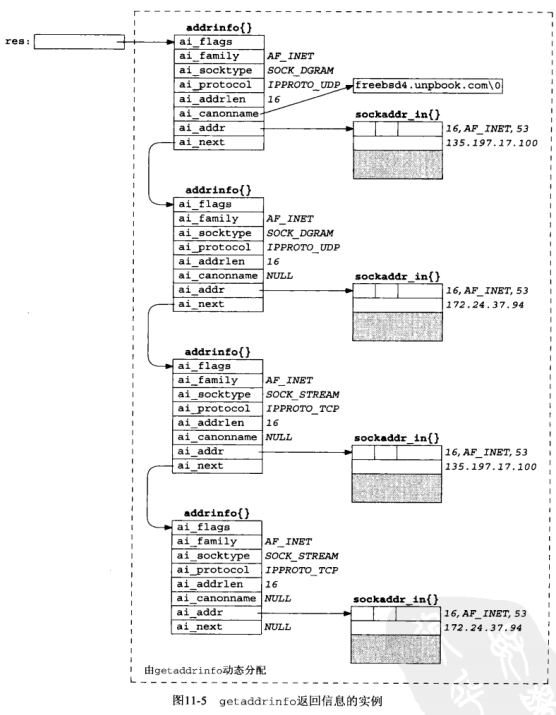 res:
addrinfo{}
ai_flags
ai_family AF_INET
ai_socktype SOCK_DGRAM
ai_protocol IPPROTO_UDP
ai_addrlen 16
ai_canonname freebsd4.unpbook.com\0
ai_addr
ai_next
sockaddr_in{}
16, AF_INET, 53
135.197.17.100
addrinfo{}
ai_flags
ai_family AF_INET
ai_socktype SOCK_DGRAM
ai_protocol IPPROTO_UDP
ai_addrlen 16
ai_canonname NULL
ai_addr
ai_next
sockaddr_in{}
16, AF_INET, 53
172.24.37.94
addrinfo{}
ai_flags
ai_family AF_INET
ai_socktype SOCK_STREAM
ai_protocol IPPROTO_TCP
ai_addrlen 16
ai_canonname NULL
ai_addr
ai_next
sockaddr_in{}
16, AF_INET, 53
135.197.17.100
addrinfo{}
ai_flags
ai_family AF_INET
ai_socktype SOCK_STREAM
ai_protocol IPPROTO_TCP
ai_addrlen 16
ai_canonname NULL
ai_addr
ai_next NULL
sockaddr_in{}
16, AF_INET, 53
172.24.37.94
由getaddrinfo动态分配
图11-5 getaddrinfo返回信息的实例